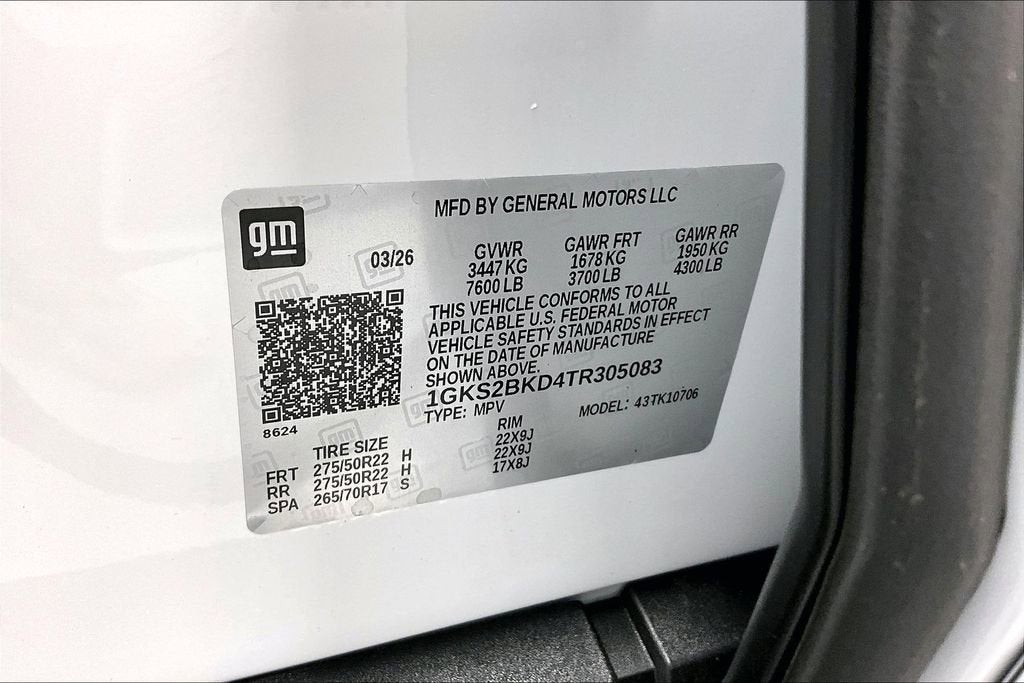 gm
MFD BY GENERAL MOTORS LLC
03/26
GVWR GAWR FRT GAWR RR
3447 KG 1678 KG 1950 KG
7600 LB 3700 LB 4300 LB
THIS VEHICLE CONFORMS TO ALL
APPLICABLE U.S. FEDERAL MOTOR
VEHICLE SAFETY STANDARDS IN EFFECT
ON THE DATE OF MANUFACTURE
SHOWN ABOVE.
1GKS2BKD4TR305083
TYPE: MPV MODEL: 43TK10706
8624
TIRE SIZE RIM
FRT 275/50R22 H 22X9J
RR 275/50R22 H 22X9J
SPA 265/70R17 S 17X8J